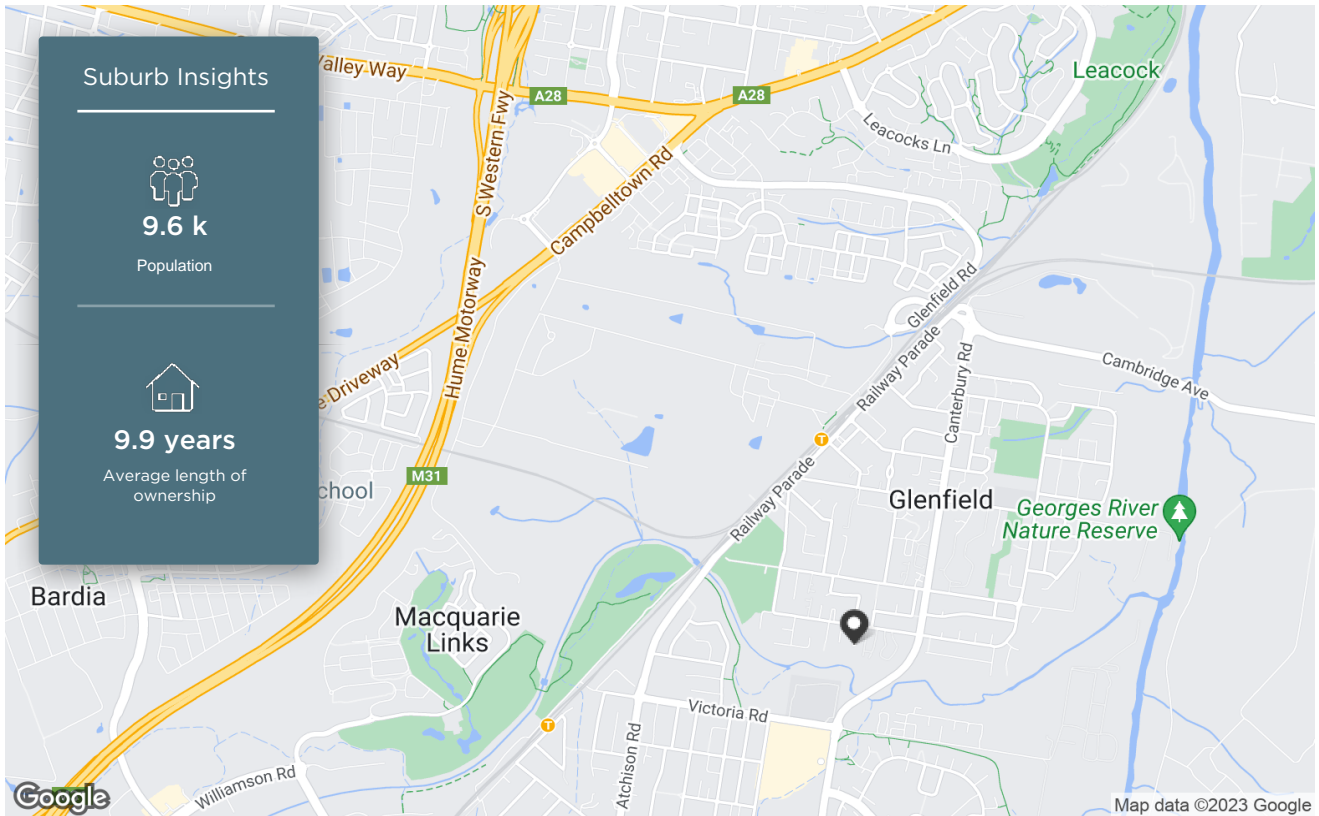 Suburb Insights
9.6 k
Population
9.9 years
Average length of
ownership
alley Way
A28
A28
Leacock
Leacocks Ln
S Western Fwy
Campbelltown Rd
Hume Motorway
e Driveway
Glenfield Rd
Railway Parade
Canterbury Rd
Cambridge Ave
T
M31
chool
Railway Parade
Glenfield
Georges River
Nature Reserve
Bardia
Macquarie
Links
Victoria Rd
T
Atchison Rd
Williamson Rd
Google
Map data ©2023 Google